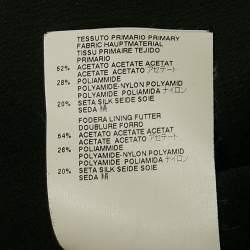 TESSUTO PRIMARIO PRIMARY
FABRIC HAUPTMATERIAL
TISSU PRIMAIRE TEJIDO
PRIMARIO
52% ACETATO ACETATE ACETAT
ACETATE ACETATO アセテート
28% POLIAMMIDE
POLYAMIDE-NYLON POLYAMID
POLYAMIDE POLIAMIDA ナイロン
20% SETA SILK SEIDE SOIE
SEDA 絹
FODERA LINING FUTTER
DOUBLURE FORRO
54% ACETATO ACETATE ACETAT
ACETATE ACETATO アセテート
26% POLIAMMIDE
POLYAMIDE-NYLON POLYAMID
POLYAMIDE POLIAMIDA ナイロン
20% SETA SILK SEIDE SOIE
SEDA 絹